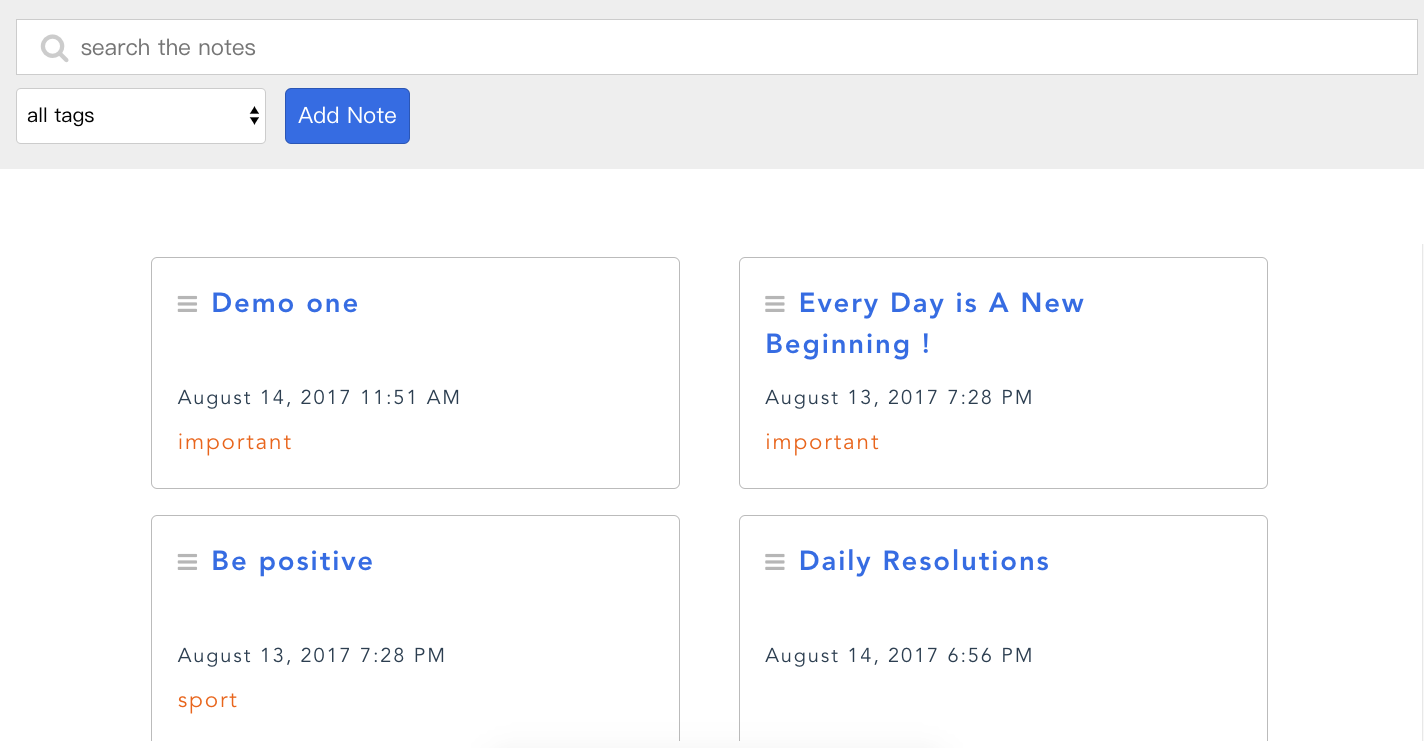 search the notes
all tags
Add Note
Demo one
August 14, 2017 11:51 AM
important
Every Day is A New
Beginning !
August 13, 2017 7:28 PM
important
Be positive
August 13, 2017 7:28 PM
sport
Daily Resolutions
August 14, 2017 6:56 PM